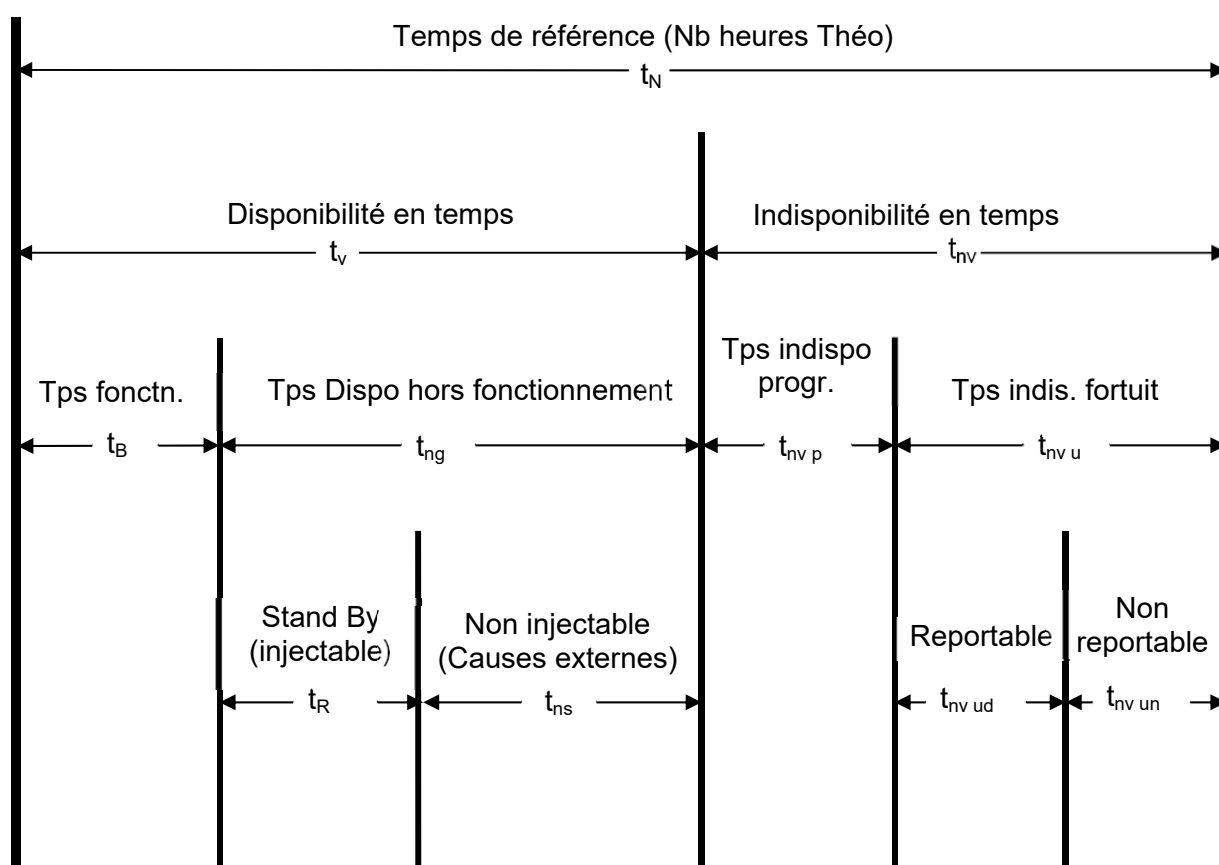 Temps de référence (Nb heures Théo)
tN
Disponibilité en temps
tv
Indisponibilité en temps
tnv
Tps fonctn.
tB
Tps Dispo hors fonctionnement
tng
Tps indispo
progr.
tnv p
Tps indis. fortuit
tnv u
Stand By
(injectable)
tR
Non injectable
(Causes externes)
tns
Reportable
tnv ud
Non
reportable
tnv un